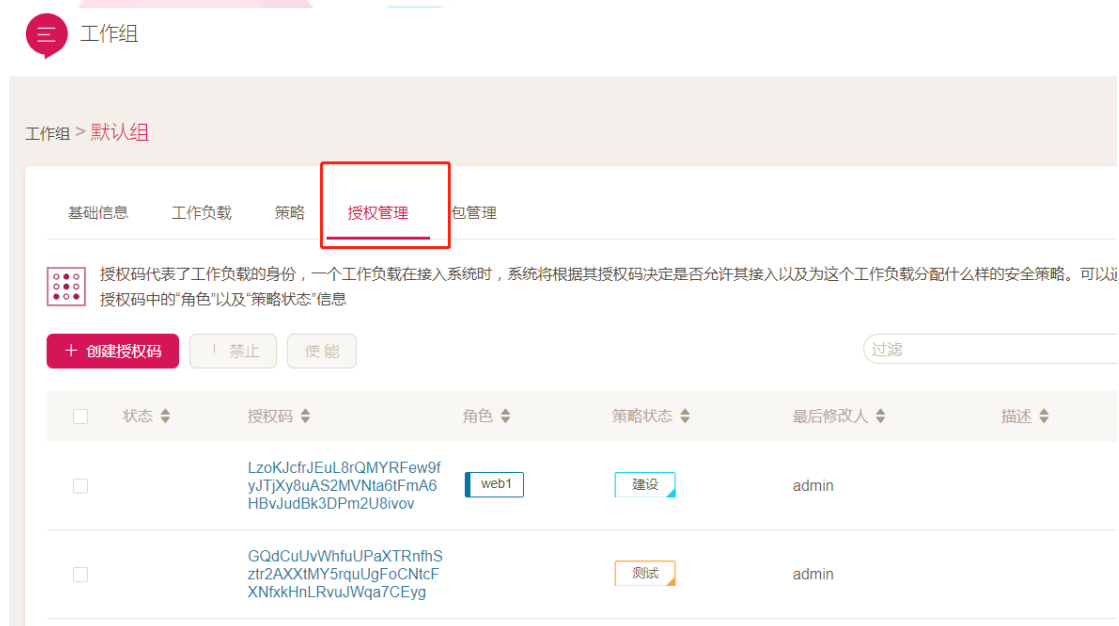 工作组
工作组 > 默认组
基础信息 工作负载 策略 授权管理 包管理
授权码代表了工作负载的身份，一个工作负载在接入系统时，系统将根据其授权码决定是否允许其接入以及为这个工作负载分配什么样的安全策略。可以
授权码中的“角色”以及“策略状态”信息
+ 创建授权码 ! 禁止 使能 过滤
状态 授权码 角色 策略状态 最后修改人 描述
LzoKJcfrJEuL8rQMYRFew9f
yJTjXy8uAS2MVNta6tFmA6
HBvJudBk3DPm2U8ivov
web1 建设 admin
GQdCuUvWhfuUPaXTRnfhS
ztr2AXXtMY5rquUgFoCNtcF
XNfxkHnLRvuJWqa7CEyg
测试 admin